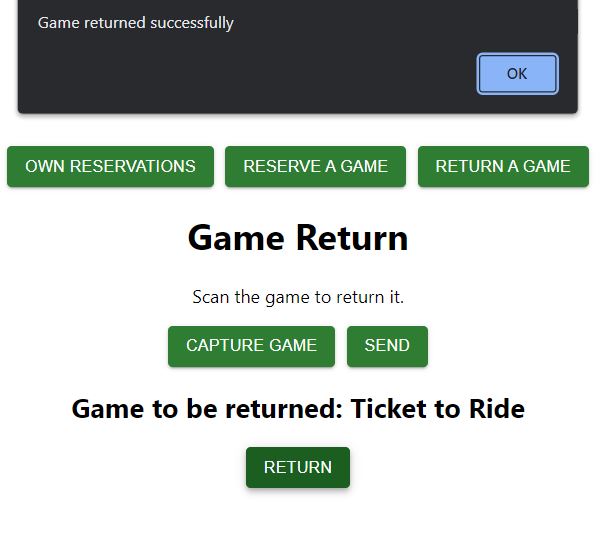 Game returned successfully
OK
OWN RESERVATIONS
RESERVE A GAME
RETURN A GAME
Game Return
Scan the game to return it.
CAPTURE GAME
SEND
Game to be returned: Ticket to Ride
RETURN